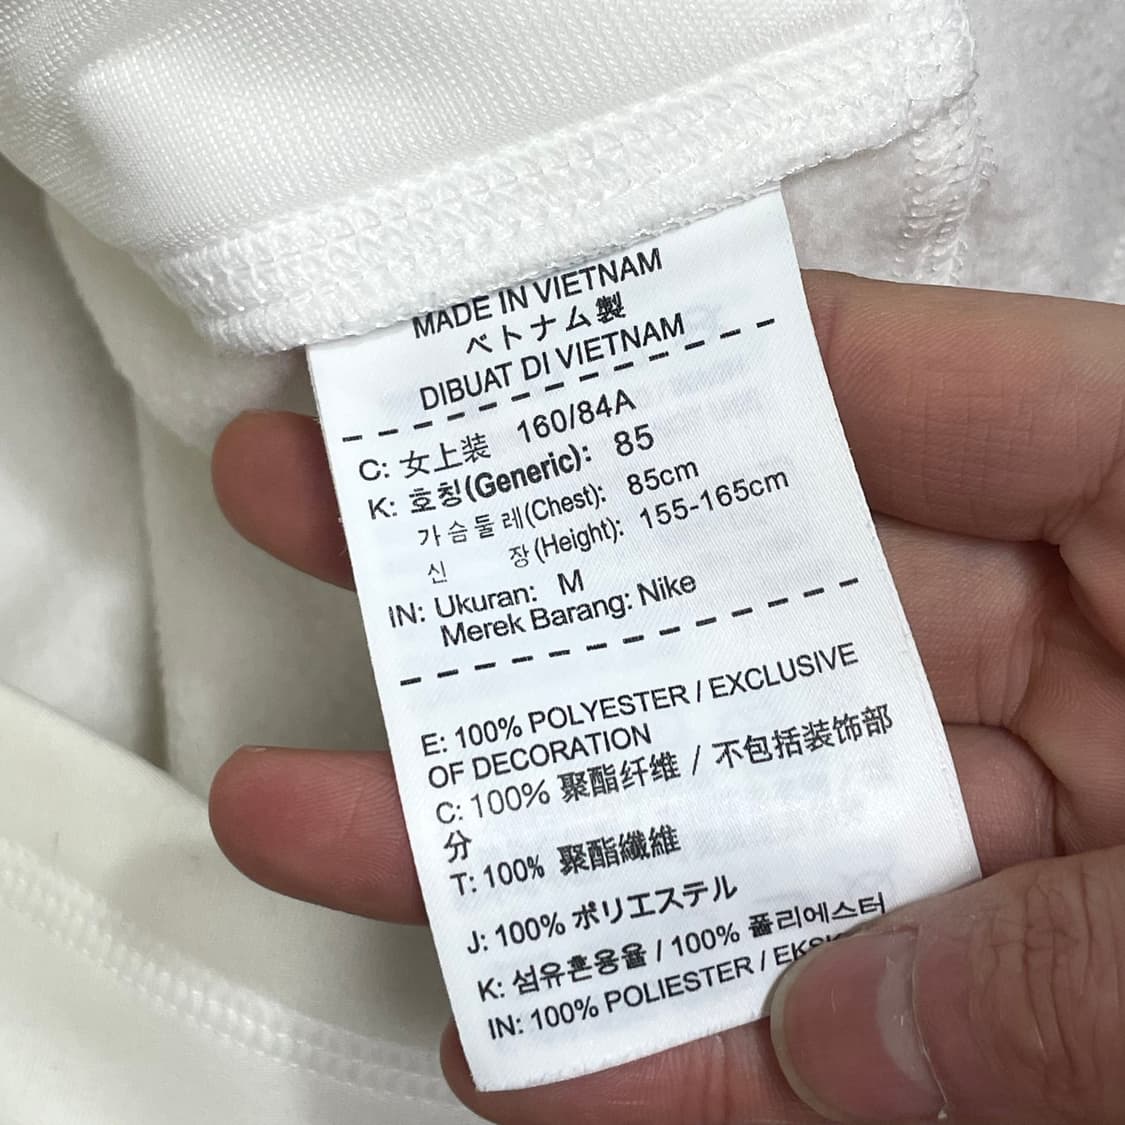 MADE IN VIETNAM
ベトナム製
DIBUAT DI VIETNAM
C: 女上装 160/84A
K: 호칭(Generic): 85
가슴둘레(Chest): 85cm
신 장(Height): 155-165cm
IN: Ukuran: M
Merek Barang: Nike
E: 100% POLYESTER / EXCLUSIVE
OF DECORATION
C: 100% 聚酯纤维 / 不包括装饰部
分
T: 100% 聚酯纖維
J: 100% ポリエステル
K: 섬유혼용율 / 100% 폴리에스터
IN: 100% POLIESTER /